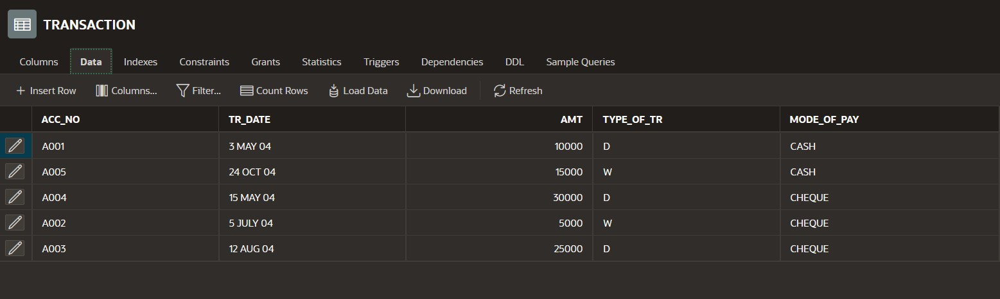 TRANSACTION
Columns Data Indexes Constraints Grants Statistics Triggers Dependencies DDL Sample Queries
+ Insert Row Columns... Filter... Count Rows Load Data Download Refresh
ACC_NO TR_DATE AMT TYPE_OF_TR MODE_OF_PAY
A001 3 MAY 04 10000 D CASH
A005 24 OCT 04 15000 W CASH
A004 15 MAY 04 30000 D CHEQUE
A002 5 JULY 04 5000 W CHEQUE
A003 12 AUG 04 25000 D CHEQUE